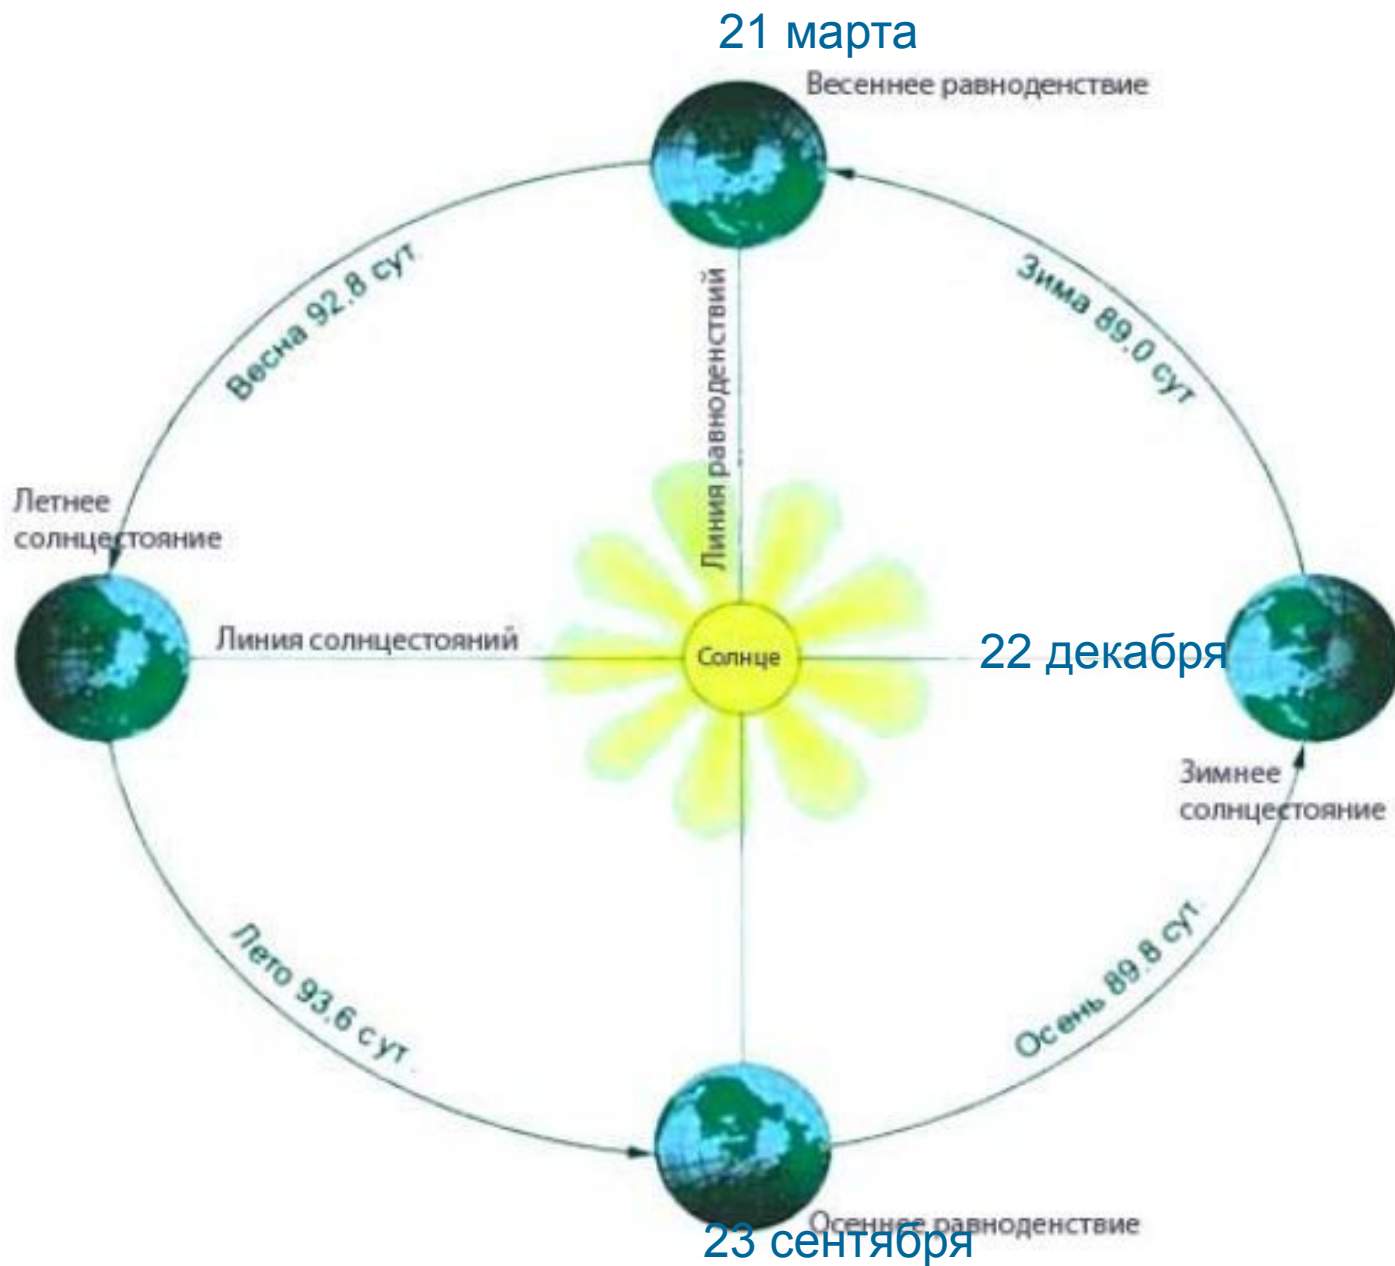 21 марта
Весеннее равноденствие
Весна 92,8 сут
Зима 89,0 сут
Линия равноденствий
Летнее
солнцестояние
Линия солнцестояний
Солнце
22 декабря
Зимнее
солнцестояние
Лето 93,6 сут.
Осень 89,8 сут.
Осеннее равноденствие
23 сентября